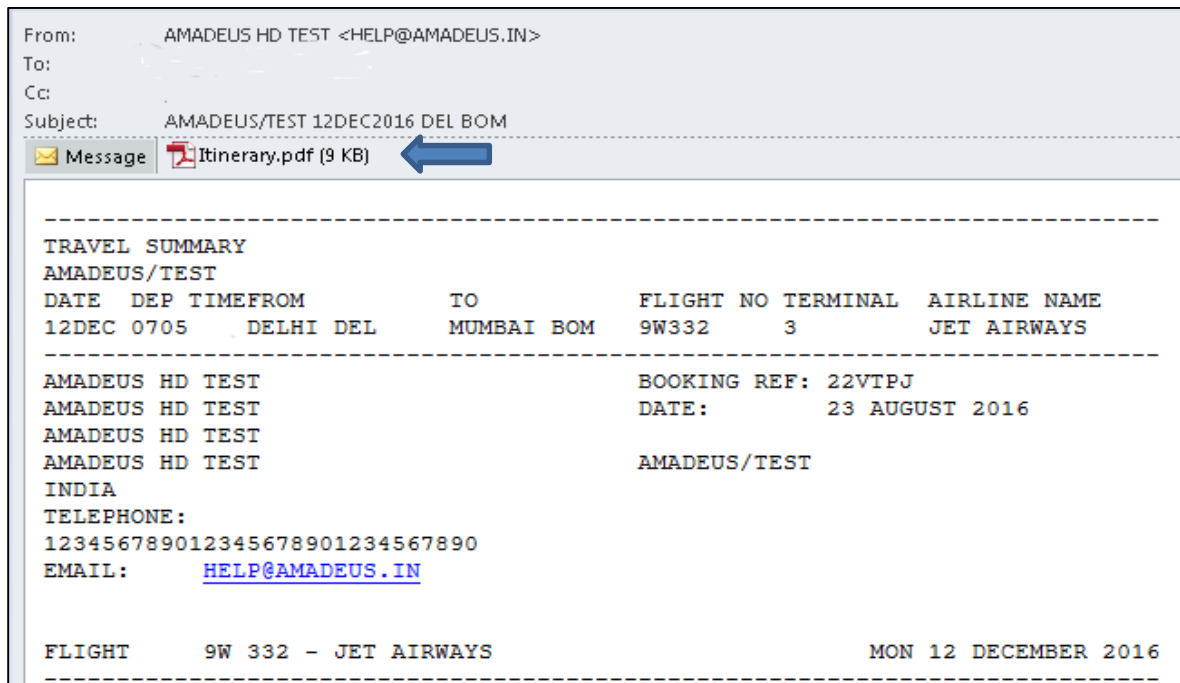 From: AMADEUS HD TEST <HELP@AMADEUS.IN>
To:
Cc:
Subject: AMADEUS/TEST 12DEC2016 DEL BOM
Message Itinerary.pdf (9 KB)
--------------------------------------------------------------------------------
TRAVEL SUMMARY
AMADEUS/TEST
DATE DEP TIMEFROM TO FLIGHT NO TERMINAL AIRLINE NAME
12DEC 0705 DELHI DEL MUMBAI BOM 9W332 3 JET AIRWAYS
--------------------------------------------------------------------------------
AMADEUS HD TEST BOOKING REF: 22VTPJ
AMADEUS HD TEST DATE: 23 AUGUST 2016
AMADEUS HD TEST
AMADEUS HD TEST AMADEUS/TEST
INDIA
TELEPHONE:
123456789012345678901234567890
EMAIL: HELP@AMADEUS.IN
FLIGHT 9W 332 - JET AIRWAYS MON 12 DECEMBER 2016
--------------------------------------------------------------------------------